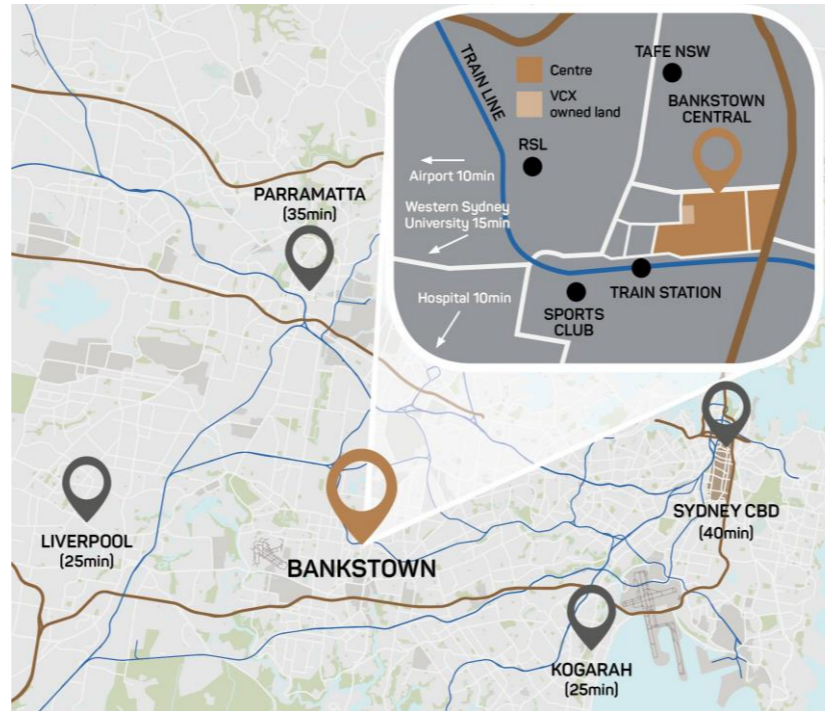 TRAIN LINE
Centre
VCX
owned land
TAFE NSW
BANKSTOWN
CENTRAL
RSL
Airport 10min
Western Sydney
University 15min
Hospital 10min
TRAIN STATION
SPORTS
CLUB
PARRAMATTA
(35min)
LIVERPOOL
(25min)
BANKSTOWN
SYDNEY CBD
(40min)
KOGARAH
(25min)